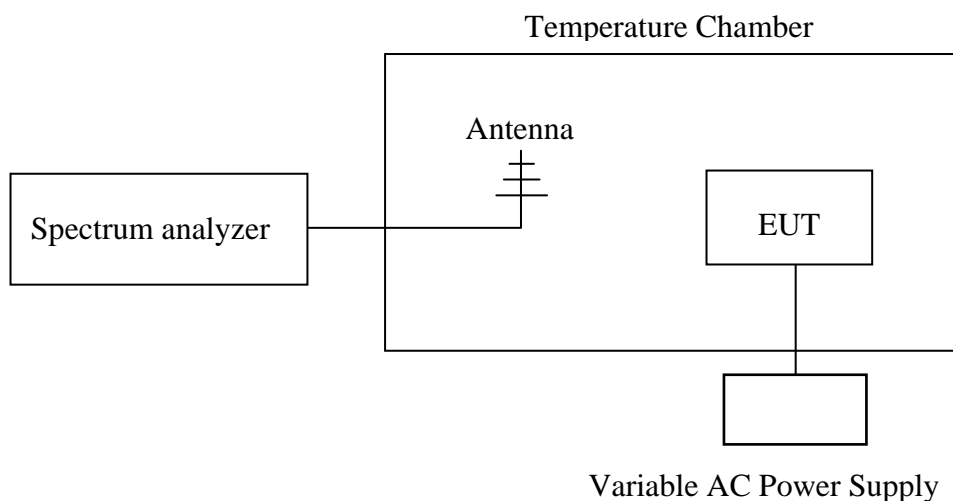 Temperature Chamber
Antenna
Spectrum analyzer
EUT
Variable AC Power Supply